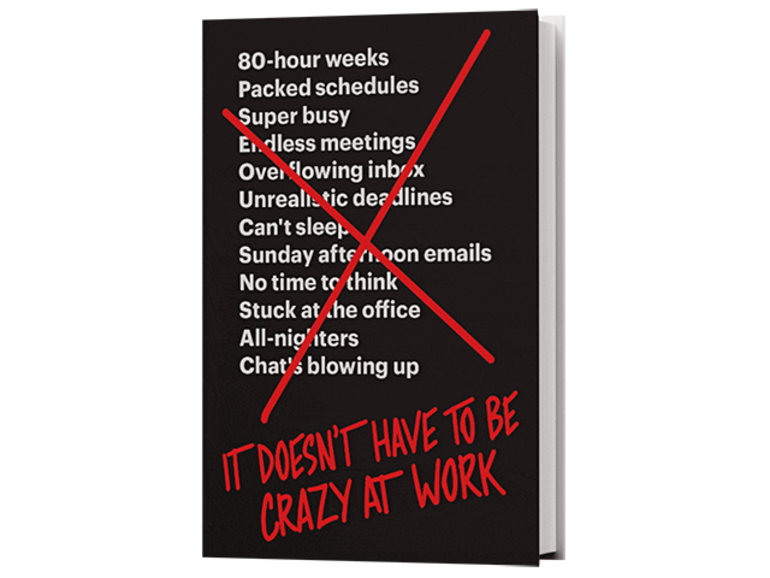 80-hour weeks
Packed schedules
Super busy
Endless meetings
Overflowing inbox
Unrealistic deadlines
Can't sleep
Sunday afternoon emails
No time to think
Stuck at the office
All-nighters
Chat's blowing up
IT DOESN'T HAVE TO BE
CRAZY AT WORK